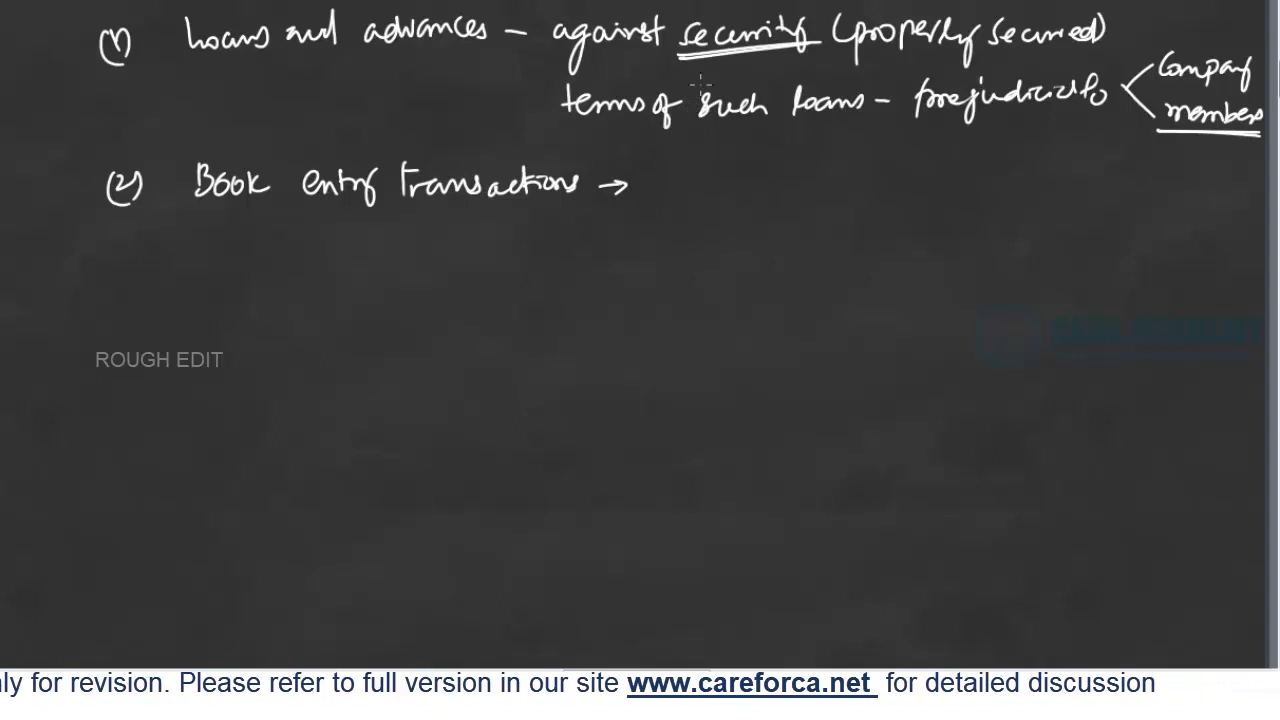 (1) Loans and advances – against security (properly secured)
terms of such loans – prejudicial to
Company
members
(2) Book entry transactions →
ROUGH EDIT
nly for revision. Please refer to full version in our site www.careforca.net for detailed discussion